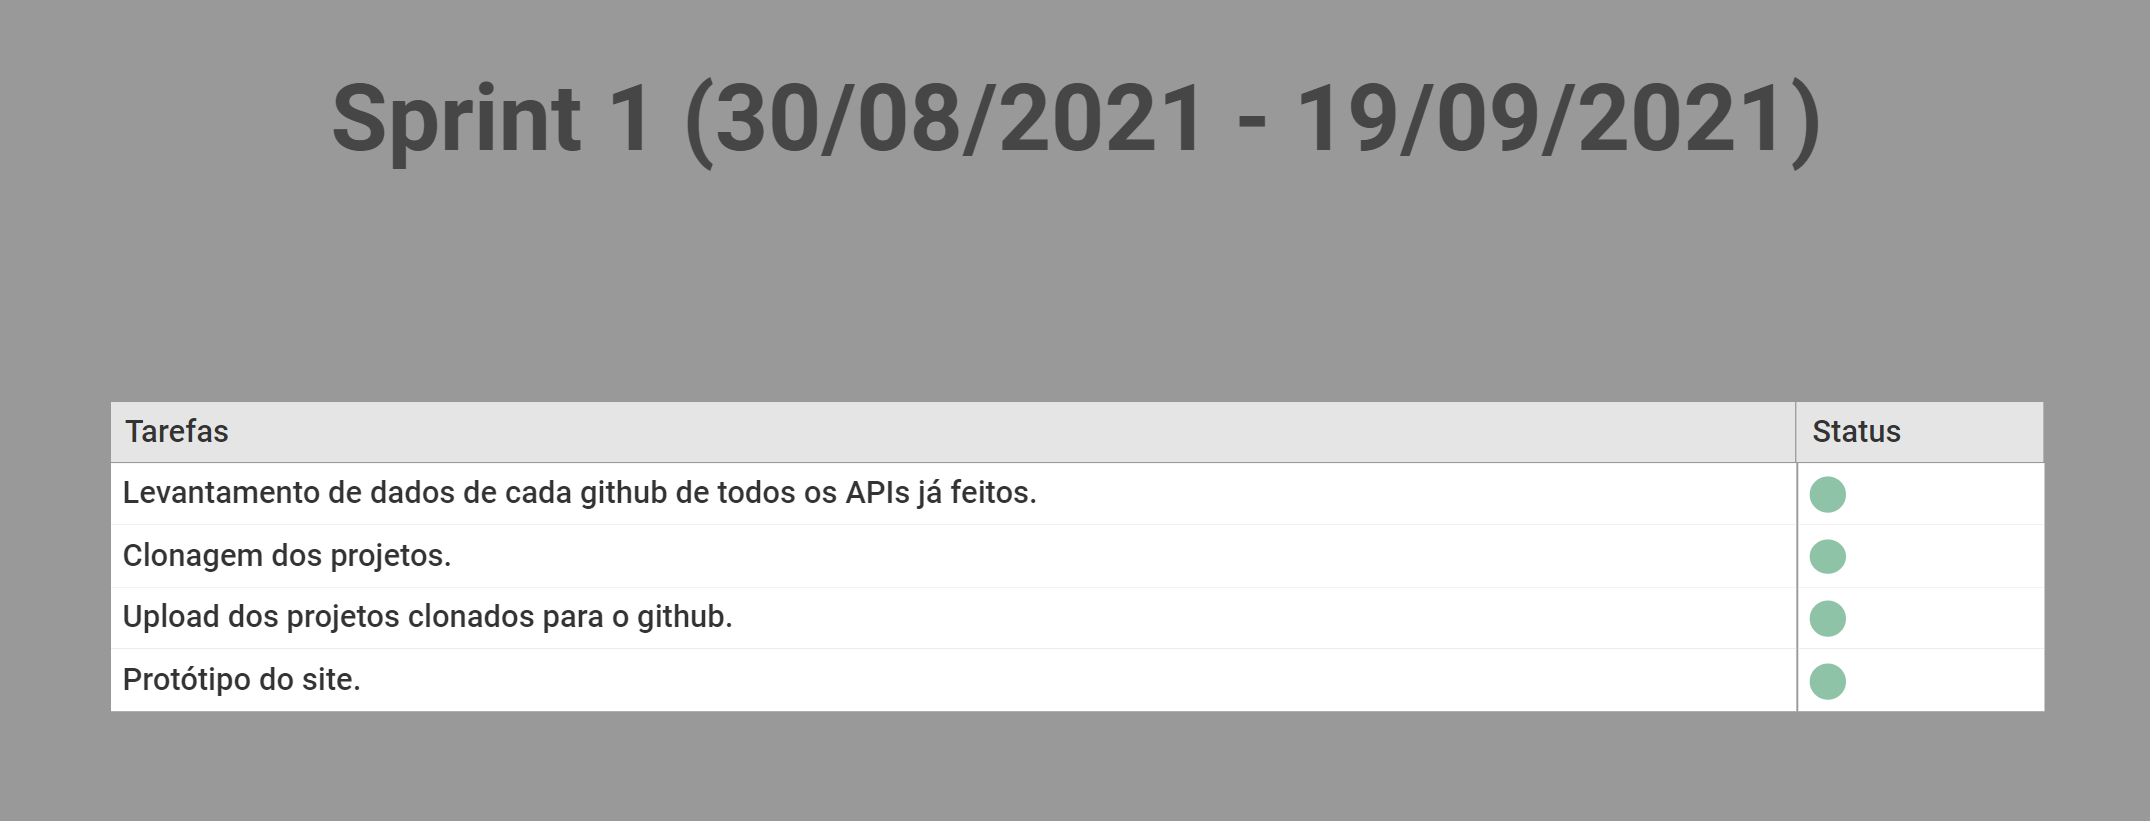 Sprint 1 (30/08/2021 - 19/09/2021)
Tarefas Status
Levantamento de dados de cada github de todos os APIs já feitos.
Clonagem dos projetos.
Upload dos projetos clonados para o github.
Protótipo do site.